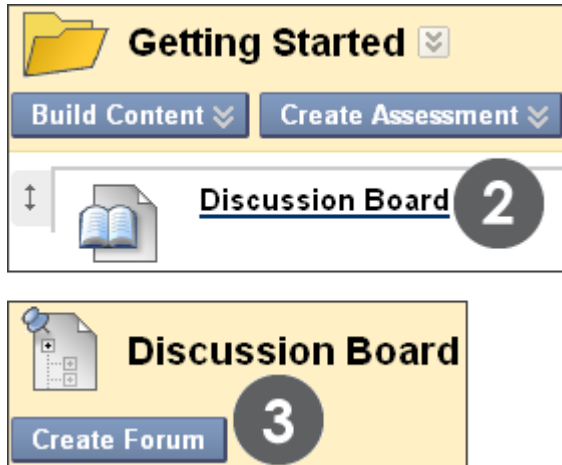 Getting Started
Build Content Create Assessment
Discussion Board 2
Discussion Board
Create Forum 3